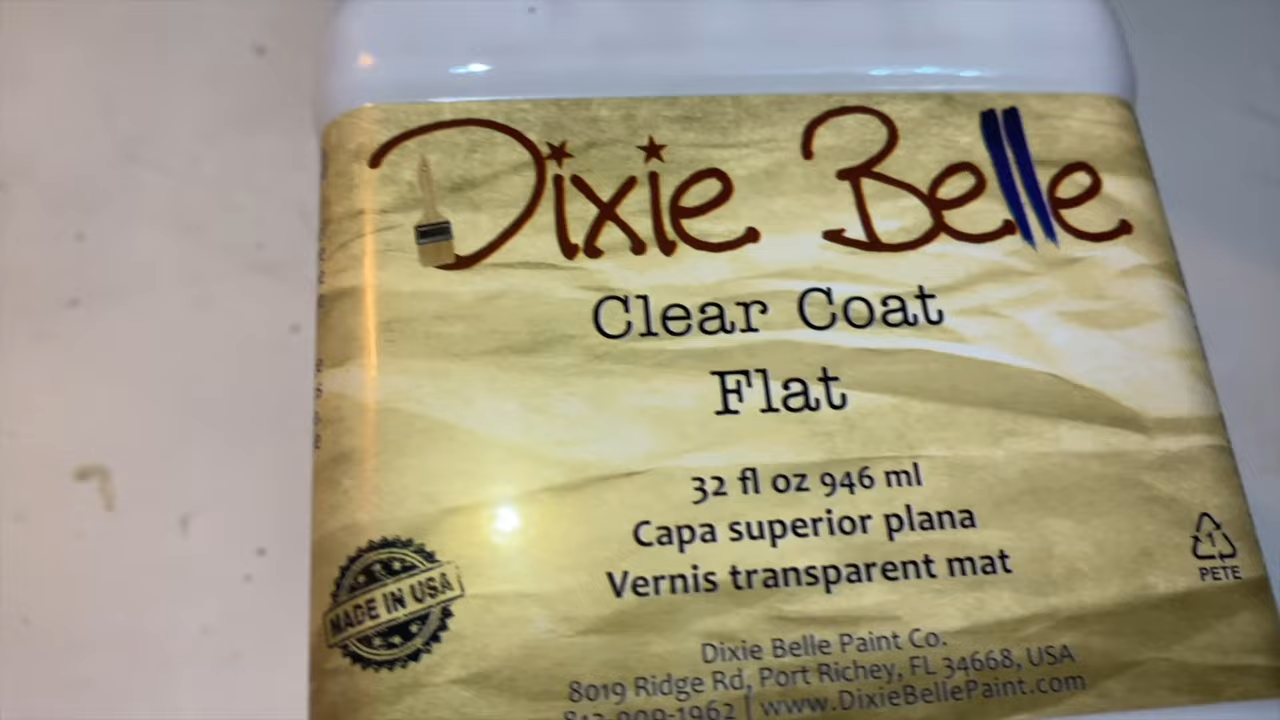 Dixie Belle
Clear Coat
Flat
32 fl oz 946 ml
Capa superior plana
Vernis transparent mat
MADE IN USA
1
PETE
Dixie Belle Paint Co.
8019 Ridge Rd, Port Richey, FL 34668, USA
| www.DixieBellePaint.com